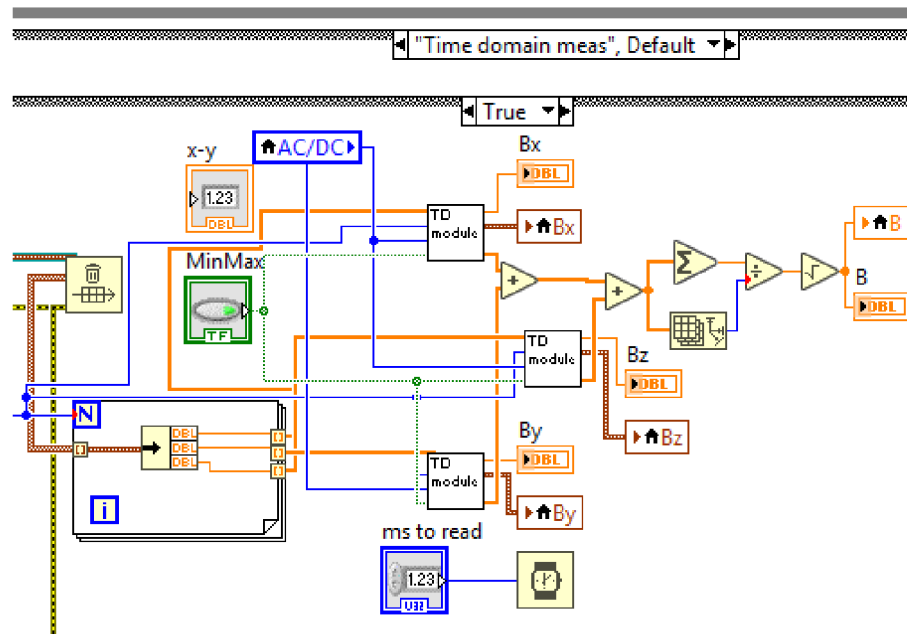 "Time domain meas", Default
True
x-y
AC/DC
Bx
1.23
DBL
DBL
TD
module
Bx
MinMax
B
TF
B
DBL
TD
module
Bz
DBL
N
DBL
DBL
DBL
By
Bz
TD
module
DBL
i
By
ms to read
1.23
U32